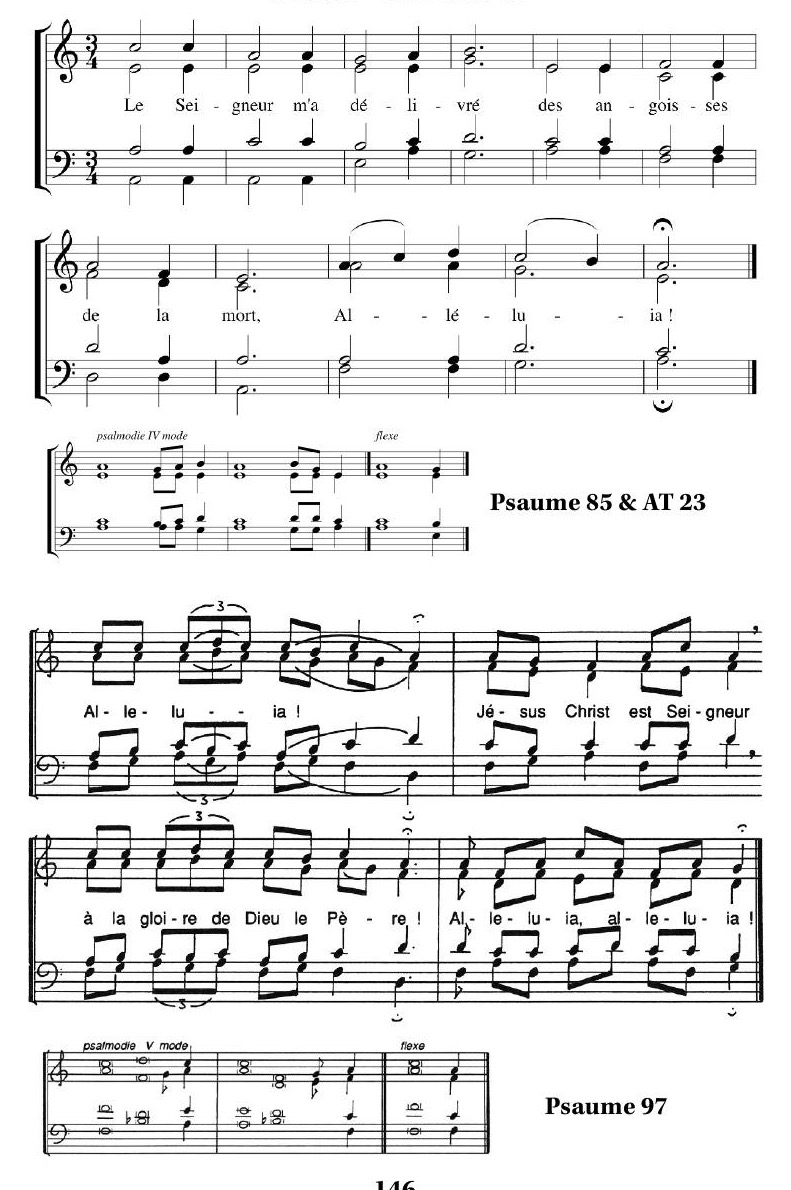 Le Sei - gneur m'a dé - li - vré des an - gois - ses
de la mort, Al - - lé - lu - - ia !
psalmodie IV mode flexe
Psaume 85 & AT 23
3
Al - le - lu - - ia ! Jé - sus Christ est Sei - gneur
3
3
à la gloi - re de Dieu le Pè - re ! Al - le - lu - ia, al - le - lu - ia !
3
psalmodie V mode flexe
Psaume 97
146